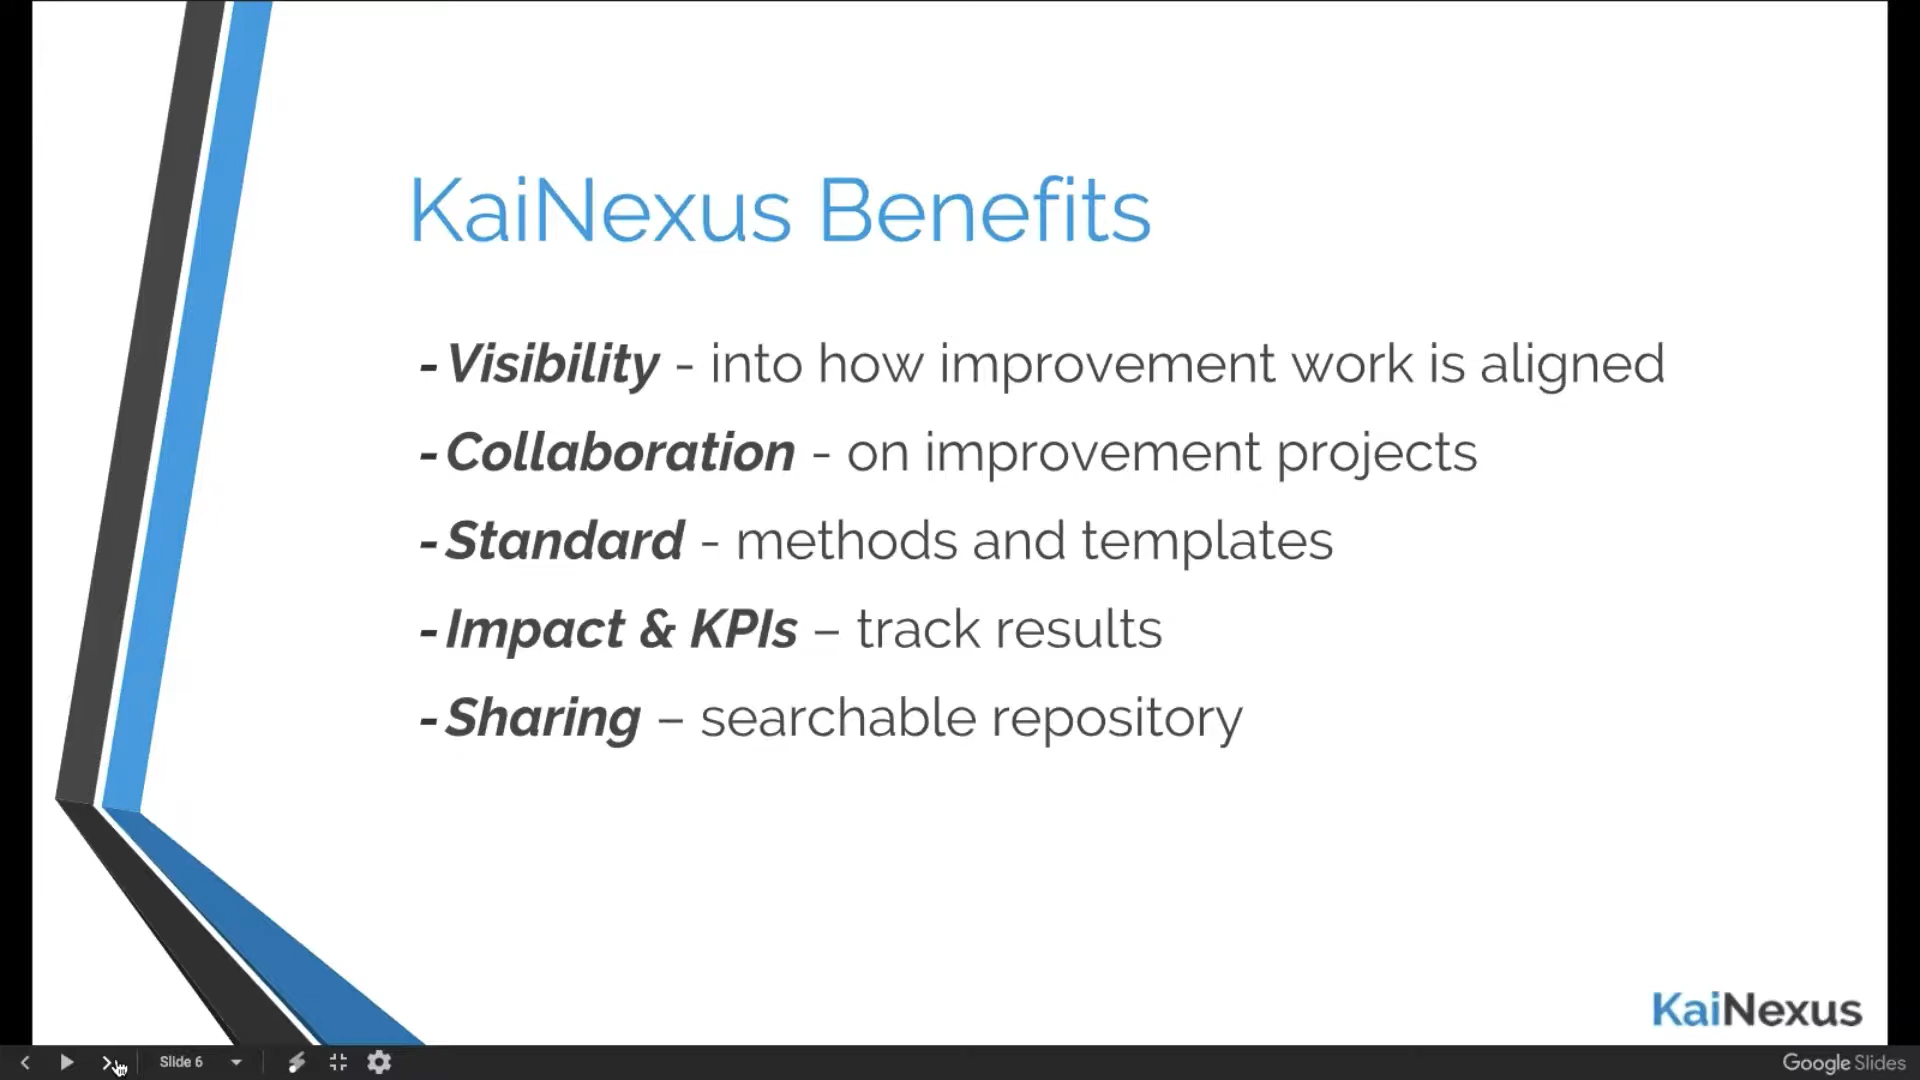 KaiNexus Benefits
- Visibility - into how improvement work is aligned
- Collaboration - on improvement projects
- Standard - methods and templates
- Impact & KPIs – track results
- Sharing – searchable repository
KaiNexus
Slide 6
Google Slides